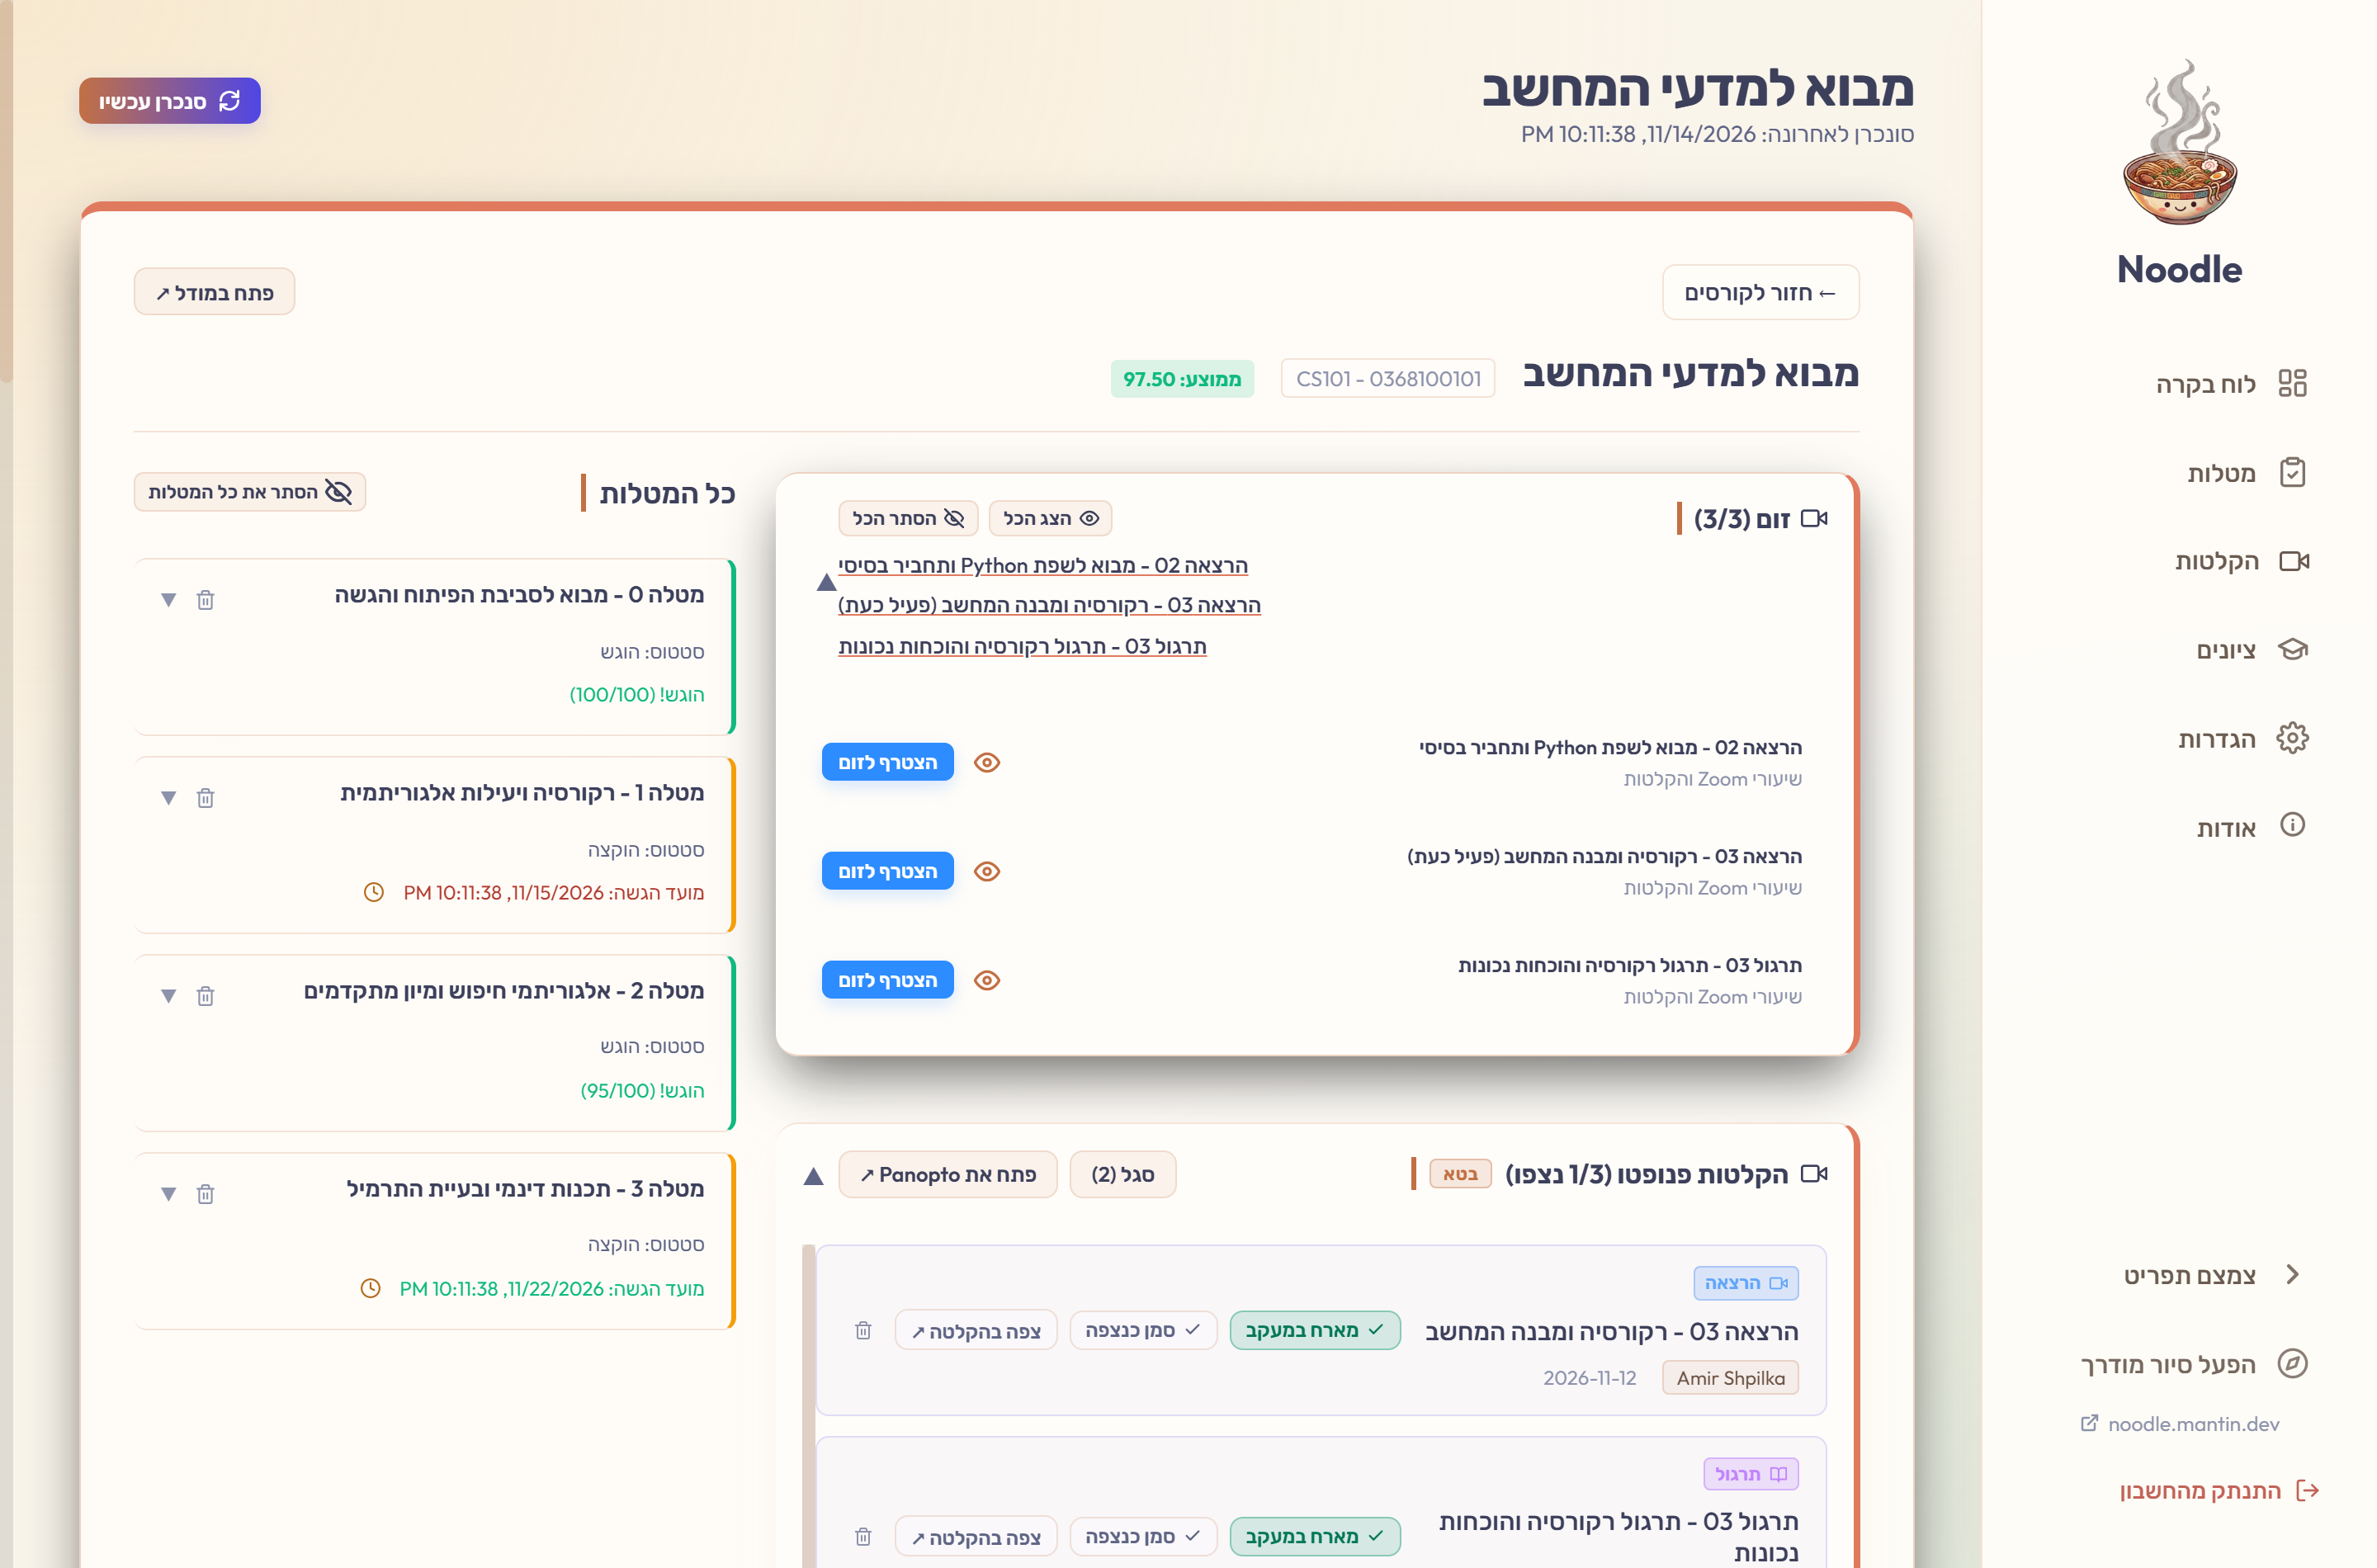 Noodle
לוח בקרה
מטלות
הקלטות
ציונים
הגדרות
אודות
צמצם תפריט
הפעל סיור מודרך
noodle.mantin.dev
התנתק מהחשבון
מבוא למדעי המחשב
סונכרן לאחרונה: 11/14/2026, 10:11:38 PM
סנכרן עכשיו
← חזור לקורסים
פתח במודל ↗
מבוא למדעי המחשב
CS101 - 0368100101
ממוצע: 97.50
זום (3/3)
הצג הכל
הסתר הכל
הרצאה 02 - מבוא לשפת Python ותחביר בסיסי
הרצאה 03 - רקורסיה ומבנה המחשב (פעיל כעת)
תרגול 03 - תרגול רקורסיה והוכחות נכונות
▲
הרצאה 02 - מבוא לשפת Python ותחביר בסיסי
שיעורי Zoom והקלטות
הצטרף לזום
הרצאה 03 - רקורסיה ומבנה המחשב (פעיל כעת)
שיעורי Zoom והקלטות
הצטרף לזום
תרגול 03 - תרגול רקורסיה והוכחות נכונות
שיעורי Zoom והקלטות
הצטרף לזום
הקלטות פנופטו (1/3 נצפו)
בטא
סגל (2)
פתח את Panopto ↗
▲
הרצאה
הרצאה 03 - רקורסיה ומבנה המחשב
Amir Shpilka
2026-11-12
מארח במעקב
סמן כנצפה
צפה בהקלטה ↗
תרגול
תרגול 03 - תרגול רקורסיה והוכחות
נכונות
מארח במעקב
סמן כנצפה
צפה בהקלטה ↗
כל המטלות
הסתר את כל המטלות
מטלה 0 - מבוא לסביבת הפיתוח והגשה
▼
סטטוס: הוגש
הוגש! (100/100)
מטלה 1 - רקורסיה ויעילות אלגוריתמית
▼
סטטוס: הוקצה
מועד הגשה: 11/15/2026, 10:11:38 PM
מטלה 2 - אלגוריתמי חיפוש ומיון מתקדמים
▼
סטטוס: הוגש
הוגש! (95/100)
מטלה 3 - תכנות דינמי ובעיית התרמיל
▼
סטטוס: הוקצה
מועד הגשה: 11/22/2026, 10:11:38 PM